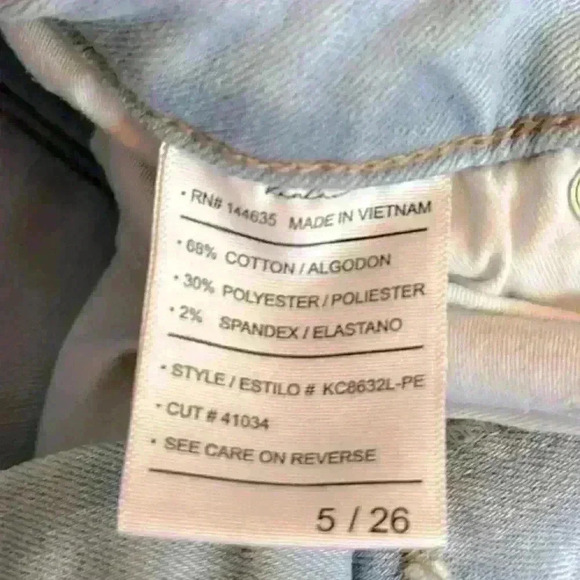 • RN# 144635 MADE IN VIETNAM
• 68% COTTON / ALGODON
• 30% POLYESTER / POLIESTER
• 2% SPANDEX / ELASTANO
• STYLE / ESTILO # KC8632L-PE
• CUT # 41034
• SEE CARE ON REVERSE
5 / 26